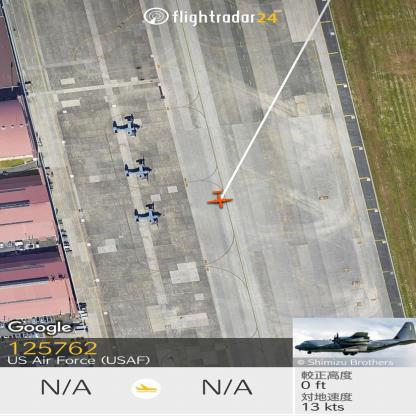 flightradar24
Google
125762
US Air Force (USAF)
© Shimizu Brothers
N/A
N/A
較正高度
0 ft
対地速度
13 kts